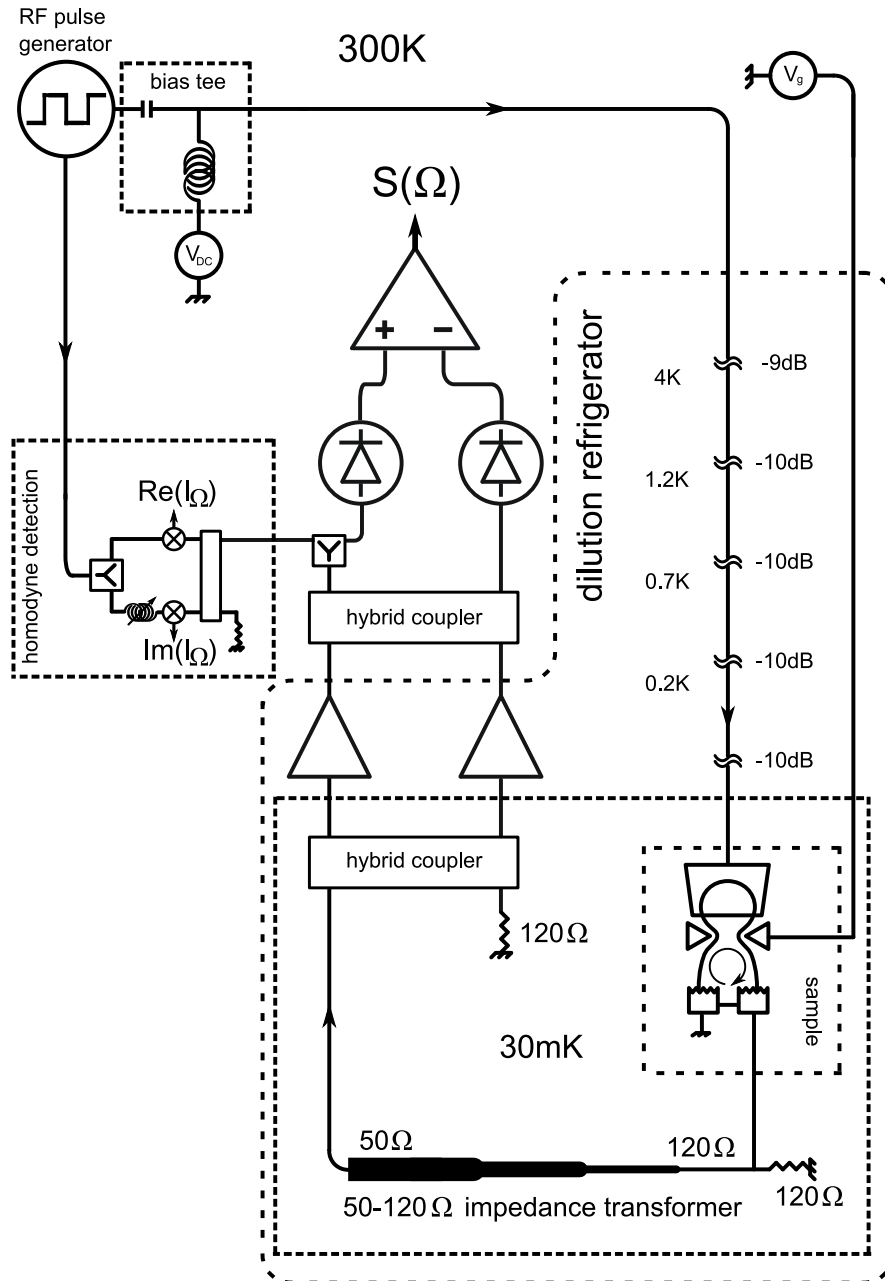 RF pulse
generator
bias tee
300K
V_g
V_DC
S(Ω)
+
−
dilution refrigerator
4K
-9dB
1.2K
-10dB
0.7K
-10dB
0.2K
-10dB
-10dB
homodyne detection
Re(I_Ω)
Im(I_Ω)
hybrid coupler
hybrid coupler
120Ω
sample
30mK
50Ω
120Ω
120Ω
50-120Ω impedance transformer